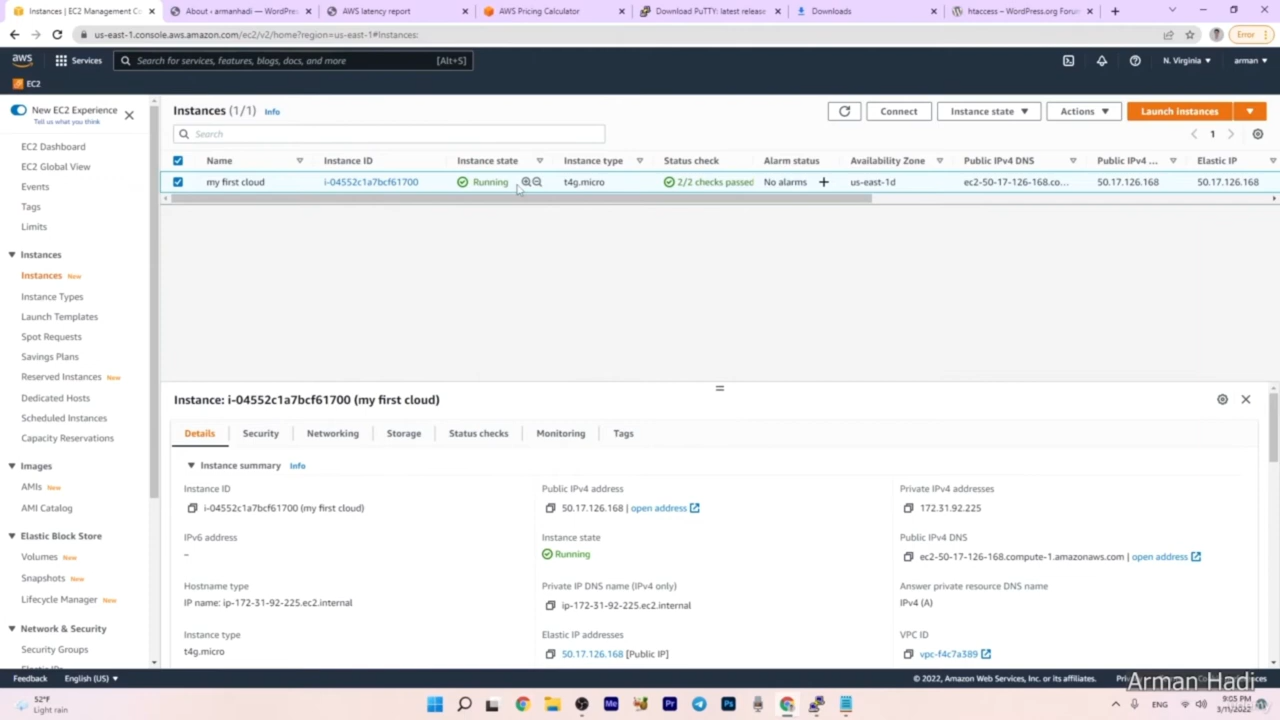 Instances | EC2 Management Co
About ‹ armanhadi — WordPres
AWS latency report
AWS Pricing Calculator
Download PuTTY: latest release
Downloads
htaccess – WordPress.org Forum
us-east-1.console.aws.amazon.com/ec2/v2/home?region=us-east-1#Instances:
Error
aws
Services
Search for services, features, blogs, docs, and more
[Alt+S]
N. Virginia
arman
EC2
New EC2 Experience
Tell us what you think
EC2 Dashboard
EC2 Global View
Events
Tags
Limits
Instances
Instances New
Instance Types
Launch Templates
Spot Requests
Savings Plans
Reserved Instances New
Dedicated Hosts
Scheduled Instances
Capacity Reservations
Images
AMIs New
AMI Catalog
Elastic Block Store
Volumes New
Snapshots New
Lifecycle Manager New
Network & Security
Security Groups
Instances (1/1) Info
Connect
Instance state
Actions
Launch instances
Search
1
Name Instance ID Instance state Instance type Status check Alarm status Availability Zone Public IPv4 DNS Public IPv4 ... Elastic IP
my first cloud i-04552c1a7bcf61700 Running t4g.micro 2/2 checks passed No alarms us-east-1d ec2-50-17-126-168.co... 50.17.126.168 50.17.126.168
Instance: i-04552c1a7bcf61700 (my first cloud)
Details Security Networking Storage Status checks Monitoring Tags
Instance summary Info
Instance ID
i-04552c1a7bcf61700 (my first cloud)
Public IPv4 address
50.17.126.168 | open address
Private IPv4 addresses
172.31.92.225
IPv6 address
–
Instance state
Running
Public IPv4 DNS
ec2-50-17-126-168.compute-1.amazonaws.com | open address
Hostname type
IP name: ip-172-31-92-225.ec2.internal
Private IP DNS name (IPv4 only)
ip-172-31-92-225.ec2.internal
Answer private resource DNS name
IPv4 (A)
Instance type
t4g.micro
Elastic IP addresses
50.17.126.168 [Public IP]
VPC ID
vpc-f4c7a389
Feedback English (US)
© 2022, Amazon Web Services, Inc. or its affiliates.
Arman Hadi
52°F
Light rain
ENG
9:05 PM
3/11/2022